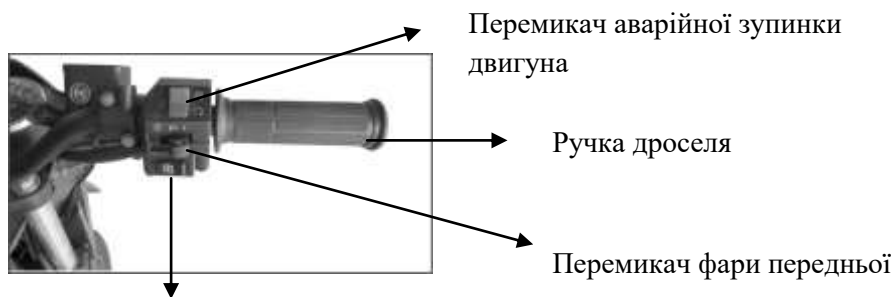 Перемикач аварійної зупинки
двигуна
Ручка дроселя
Перемикач фари передньої